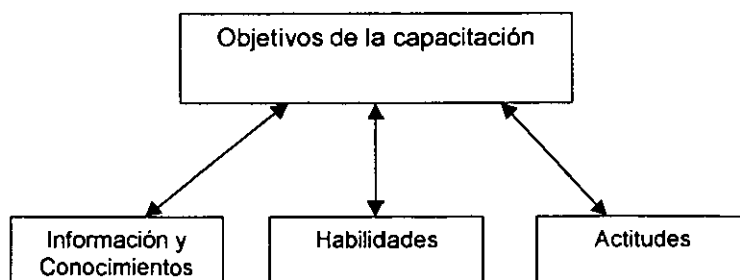 Objetivos de la capacitación
Información y
Conocimientos
Habilidades
Actitudes